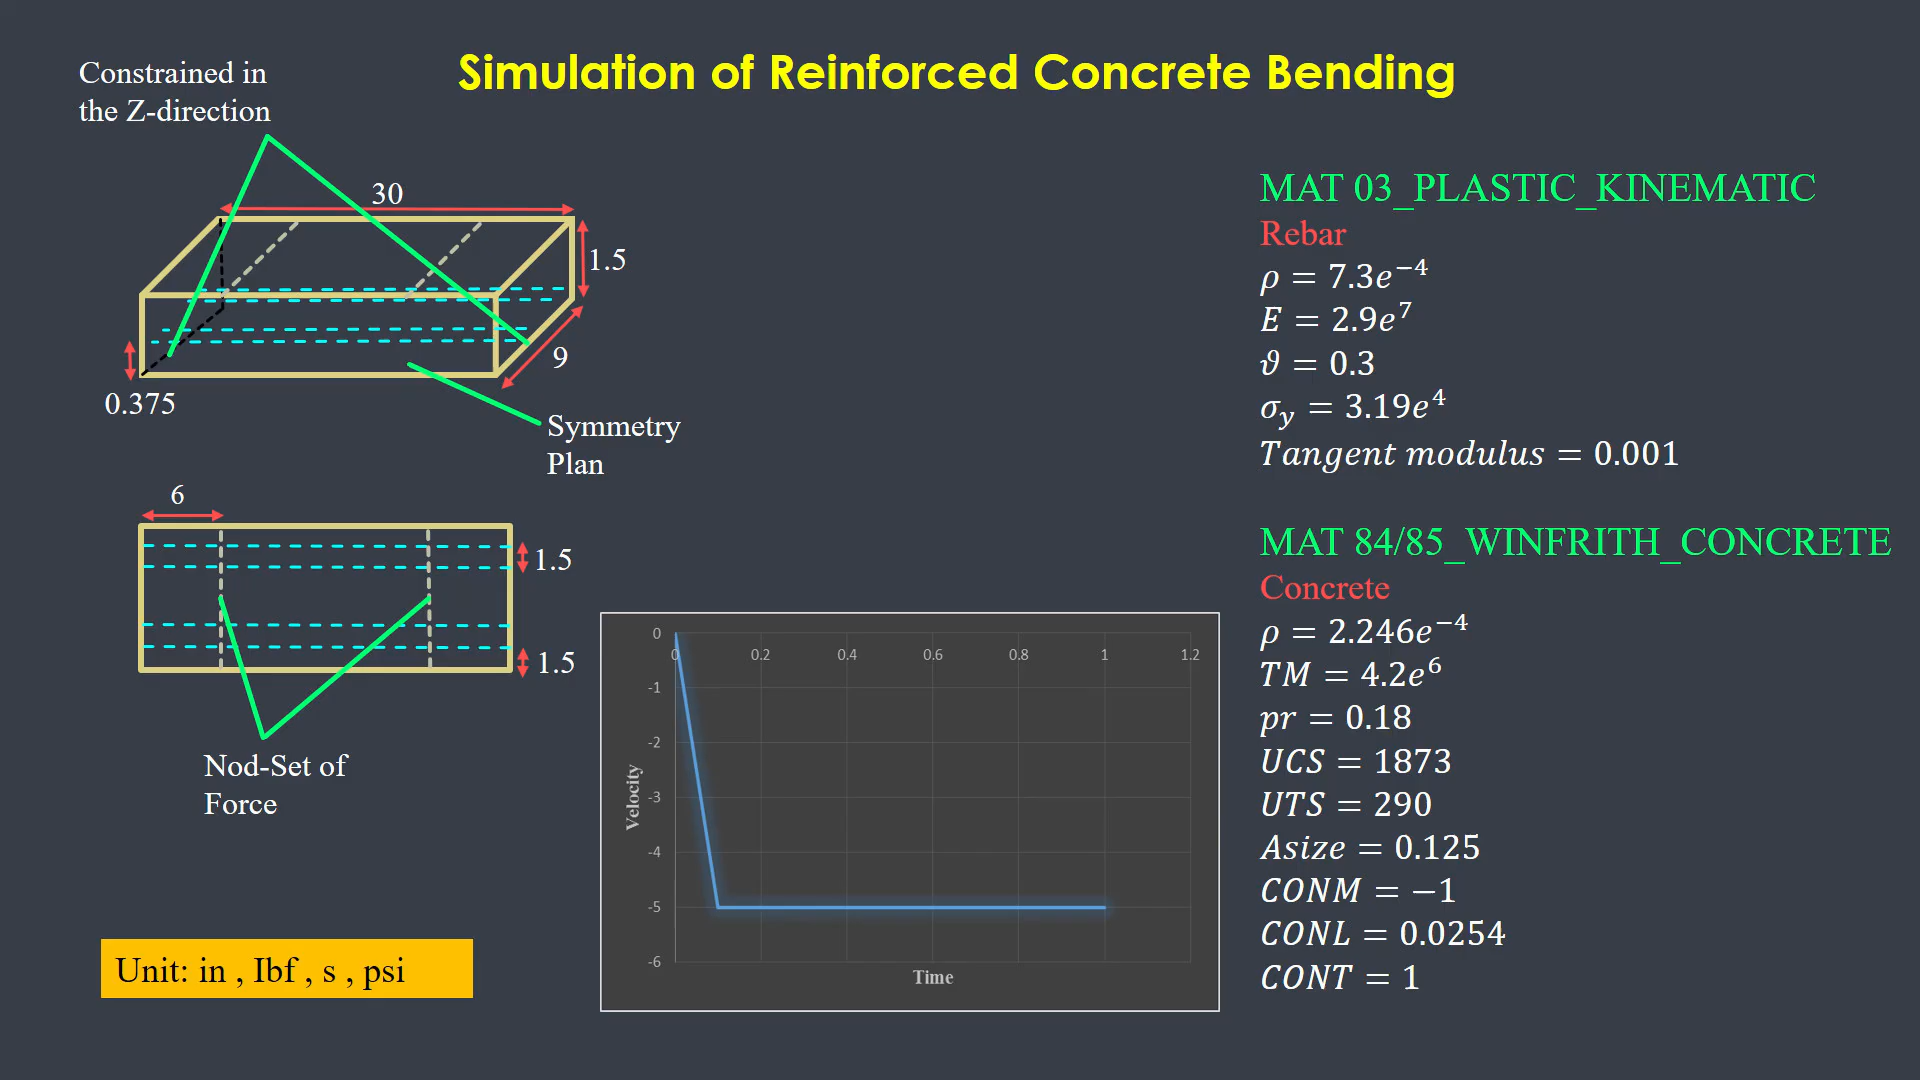 Simulation of Reinforced Concrete Bending
Constrained in
the Z-direction
30
1.5
9
0.375
Symmetry
Plan
6
1.5
1.5
Nod-Set of
Force
Unit: in , Ibf , s , psi
0
-1
-2
-3
-4
-5
-6
0
0.2
0.4
0.6
0.8
1
1.2
Velocity
Time
MAT 03_PLASTIC_KINEMATIC
Rebar
ρ = 7.3e⁻⁴
E = 2.9e⁷
ϑ = 0.3
σ_y = 3.19e⁴
Tangent modulus = 0.001
MAT 84/85_WINFRITH_CONCRETE
Concrete
ρ = 2.246e⁻⁴
TM = 4.2e⁶
pr = 0.18
UCS = 1873
UTS = 290
Asize = 0.125
CONM = −1
CONL = 0.0254
CONT = 1